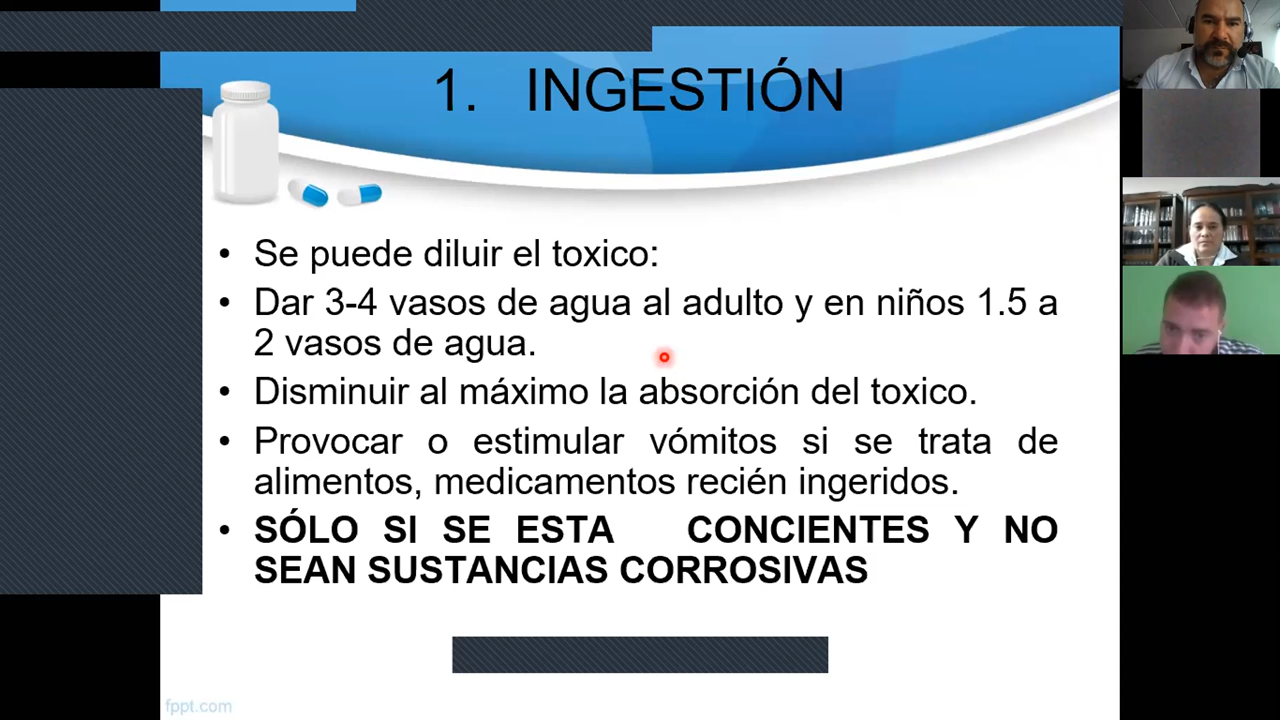 1. INGESTIÓN
• Se puede diluir el toxico:
• Dar 3-4 vasos de agua al adulto y en niños 1.5 a
2 vasos de agua.
• Disminuir al máximo la absorción del toxico.
• Provocar o estimular vómitos si se trata de
alimentos, medicamentos recién ingeridos.
• SÓLO SI SE ESTA CONCIENTES Y NO
SEAN SUSTANCIAS CORROSIVAS
fppt.com